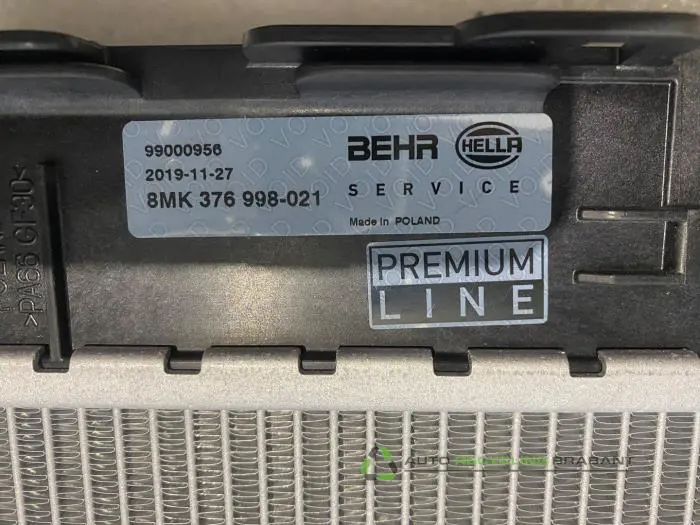 99000956
2019-11-27
8MK 376 998-021
BEHR HELLA
SERVICE
Made in POLAND
PREMIUM
LINE
>PA66 GF30<
AUTO RECYCLING BRABANT